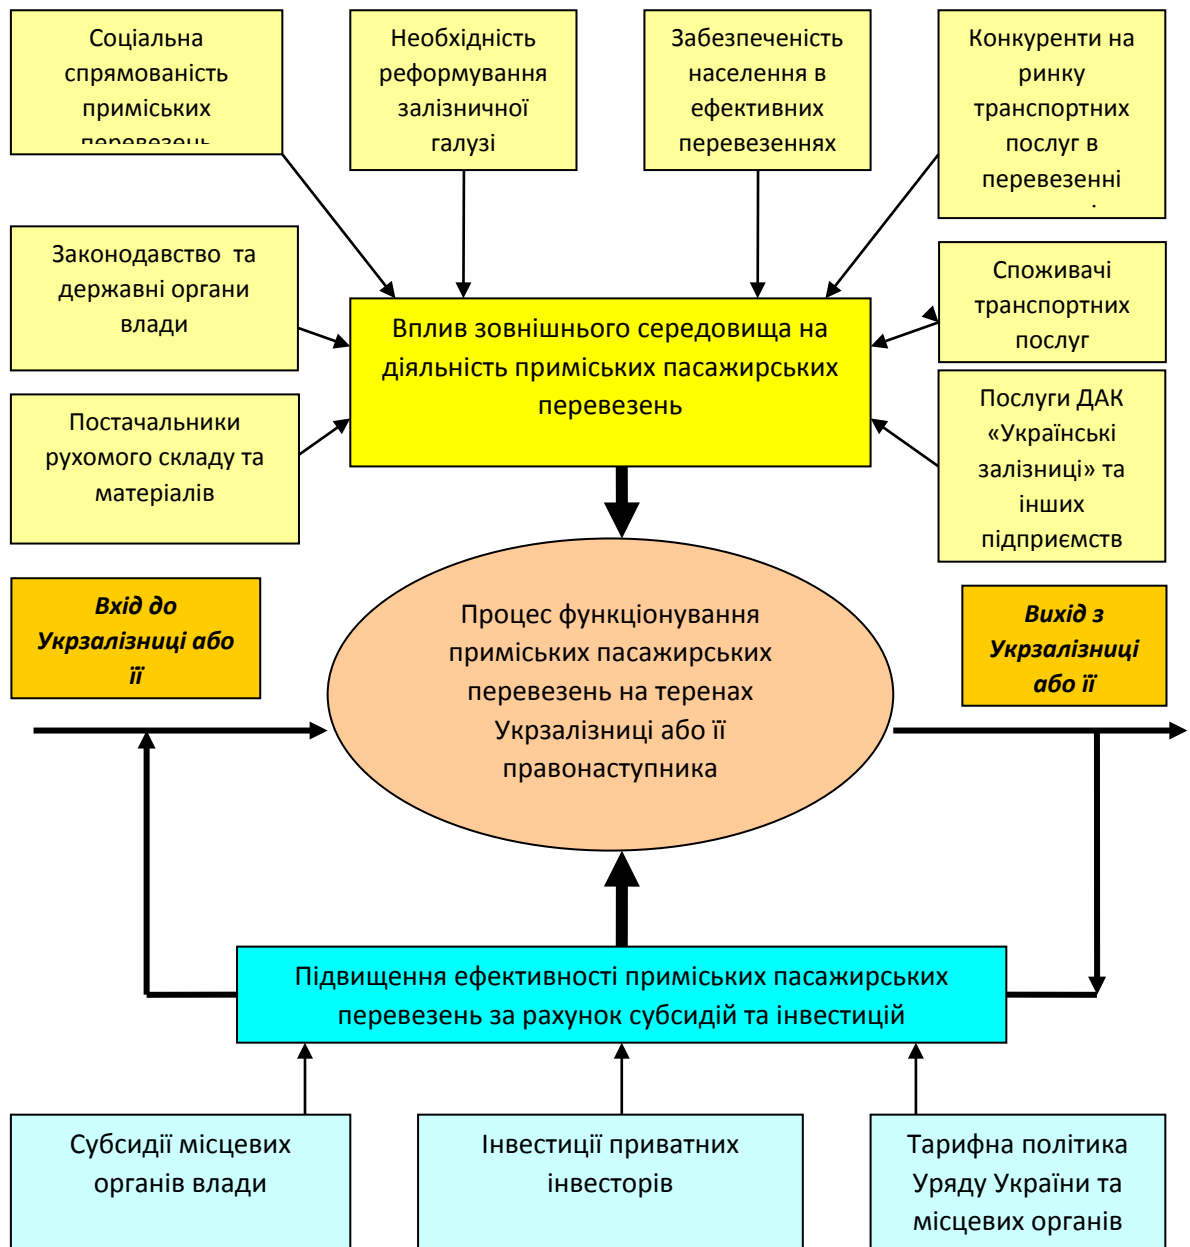 Соціальна
спрямованість
приміських
перевезень
Необхідність
реформування
залізничної
галузі
Забезпеченість
населення в
ефективних
перевезеннях
Конкуренти на
ринку
транспортних
послуг в
перевезенні
Законодавство та
державні органи
влади
Споживачі
транспортних
послуг
Вплив зовнішнього середовища на
діяльність приміських пасажирських
перевезень
Постачальники
рухомого складу та
матеріалів
Послуги ДАК
«Українські
залізниці» та
інших
підприємств
Вхід до
Укрзалізниці або
її
Процес функціонування
приміських пасажирських
перевезень на теренах
Укрзалізниці або її
правонаступника
Вихід з
Укрзалізниці
або її
Підвищення ефективності приміських пасажирських
перевезень за рахунок субсидій та інвестицій
Субсидії місцевих
органів влади
Інвестиції приватних
інвесторів
Тарифна політика
Уряду України та
місцевих органів